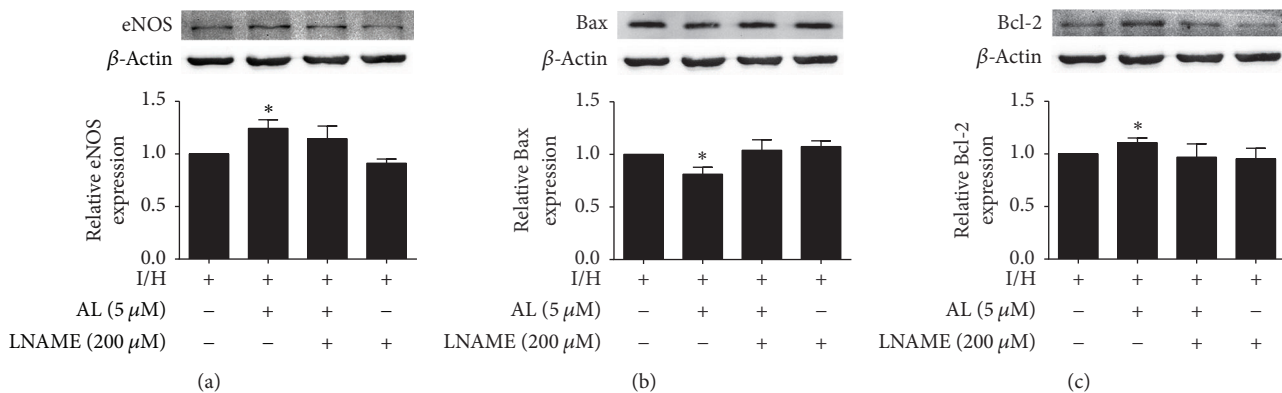 eNOS
β-Actin
1.5
1.0
0.5
0.0
Relative eNOS
expression
*
I/H + + + +
AL (5 μM) − + + −
LNAME (200 μM) − − + +
(a)
Bax
β-Actin
1.5
1.0
0.5
0.0
Relative Bax
expression
*
I/H + + + +
AL (5 μM) − + + −
LNAME (200 μM) − − + +
(b)
Bcl-2
β-Actin
1.5
1.0
0.5
0.0
Relative Bcl-2
expression
*
I/H + + + +
AL (5 μM) − + + −
LNAME (200 μM) − − + +
(c)